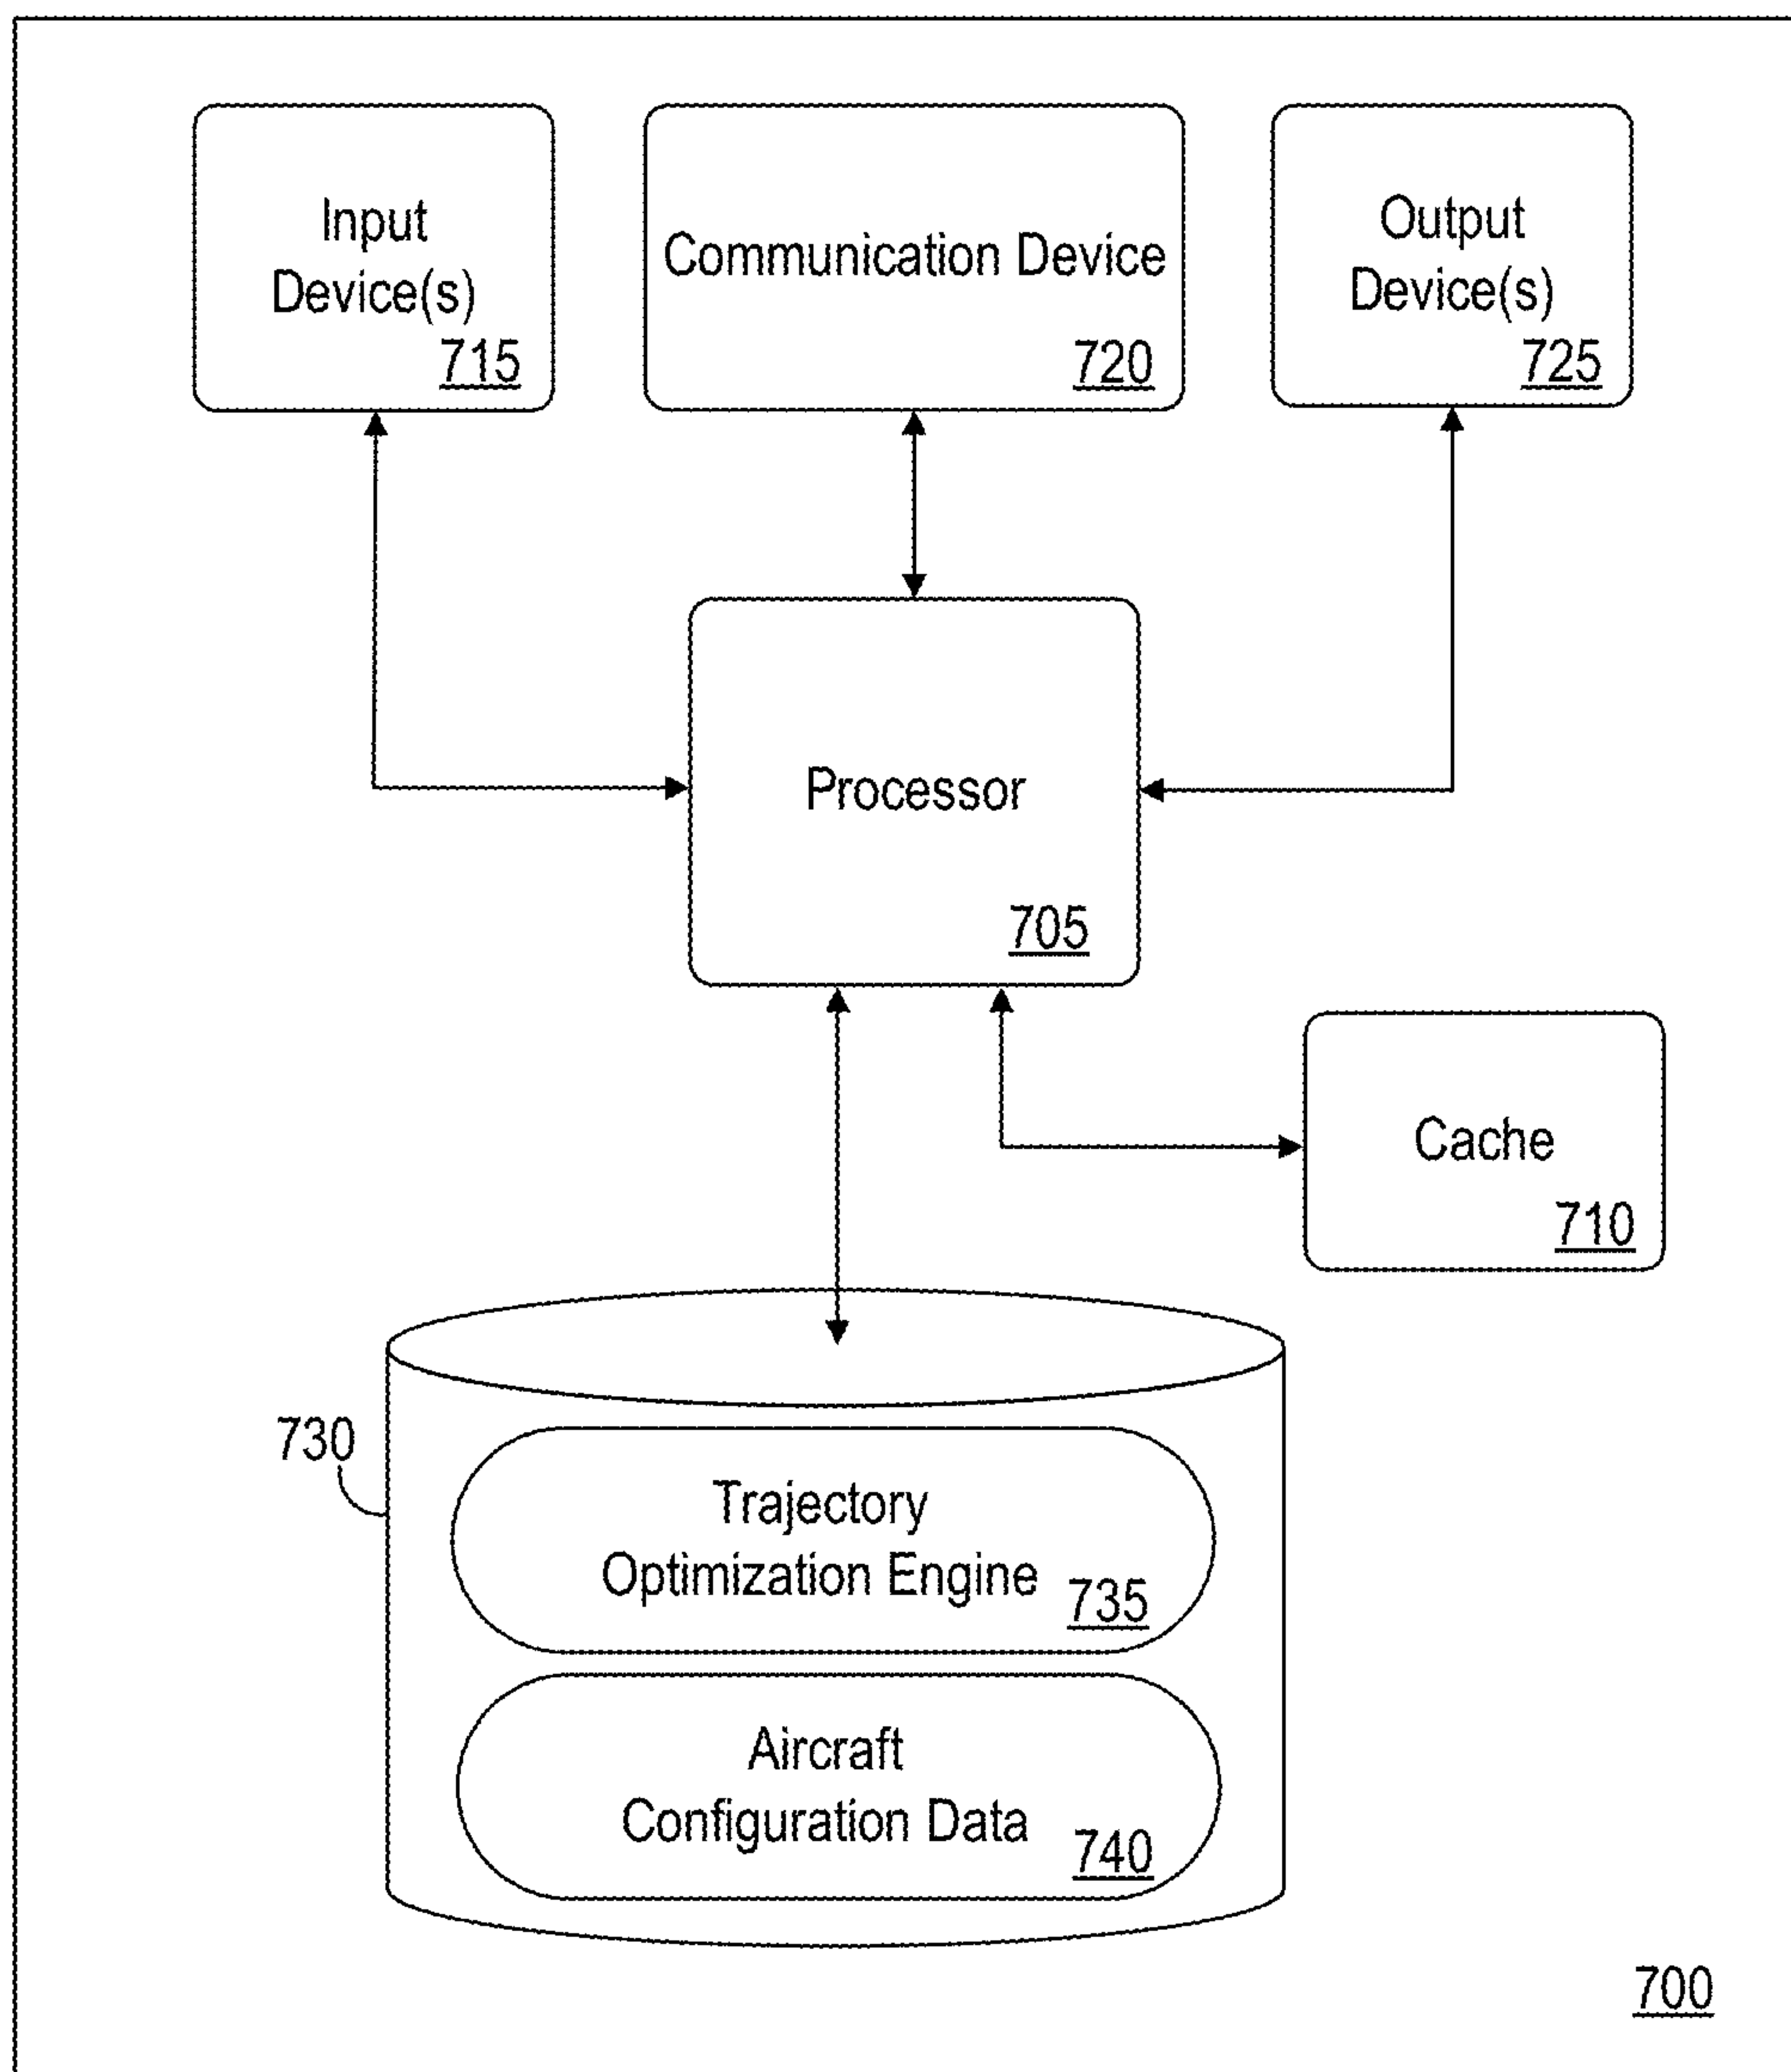 Input
Device(s)
715
Communication Device
720
Output
Device(s)
725
Processor
705
Cache
710
730
Trajectory
Optimization Engine
735
Aircraft
Configuration Data
740
700